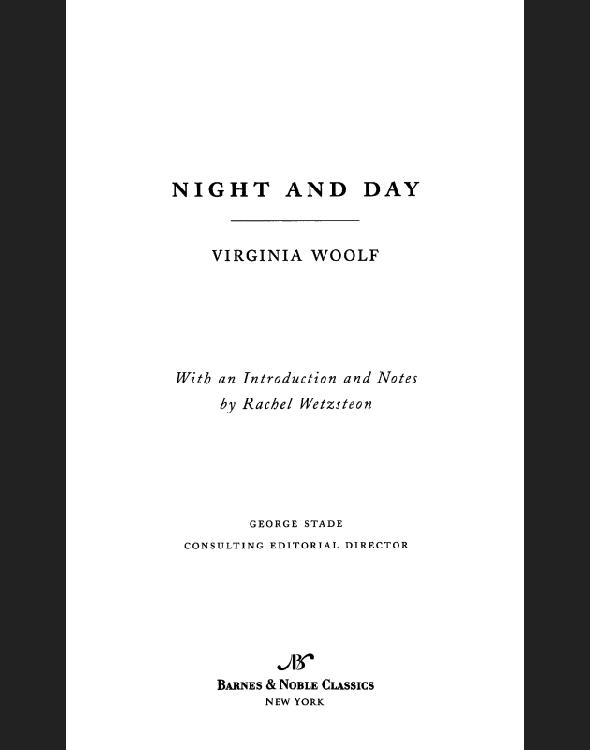 NIGHT AND DAY
VIRGINIA WOOLF
With an Introduction and Notes
by Rachel Wetzsteon
GEORGE STADE
CONSULTING EDITORIAL DIRECTOR
BARNES & NOBLE CLASSICS
NEW YORK